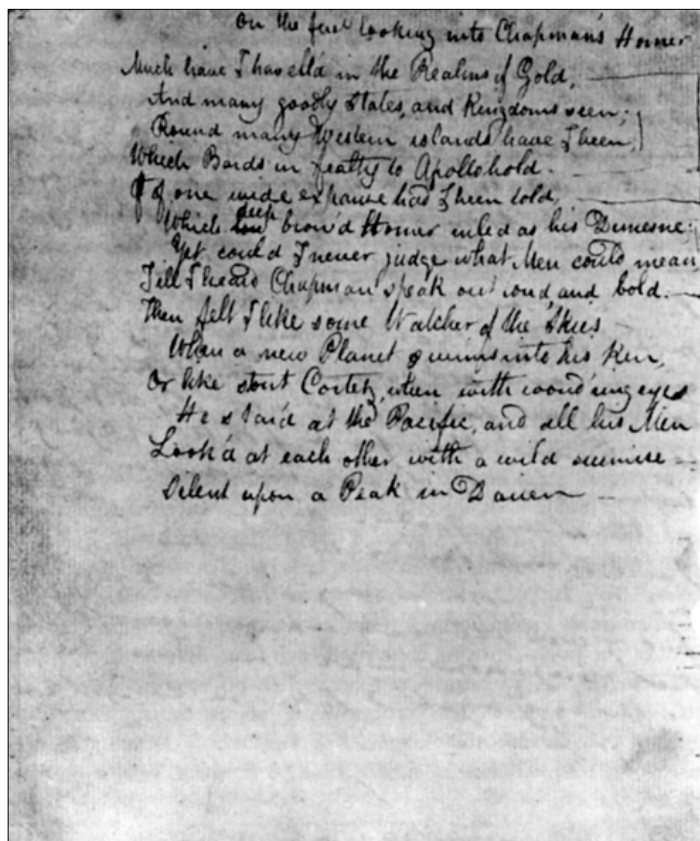 On the first looking into Chapman's Homer
Much have I travell'd in the Realms of Gold,
And many goodly States, and Kingdoms seen;
Round many Western islands have I been,
Which Bards in fealty to Apollo hold.
Of one wide expanse had I been told,
Which low deep brow'd Homer ruled as his Demesne;
Yet could I never judge what Men could mean
Till I heard Chapman speak out loud, and bold.
Then felt I like some Watcher of the Skies
When a new Planet swims into his Ken,
Or like stout Cortez, when with wond'ring eyes
He star'd at the Pacific, and all his Men
Look'd at each other with a wild surmise
Silent upon a Peak in Darien